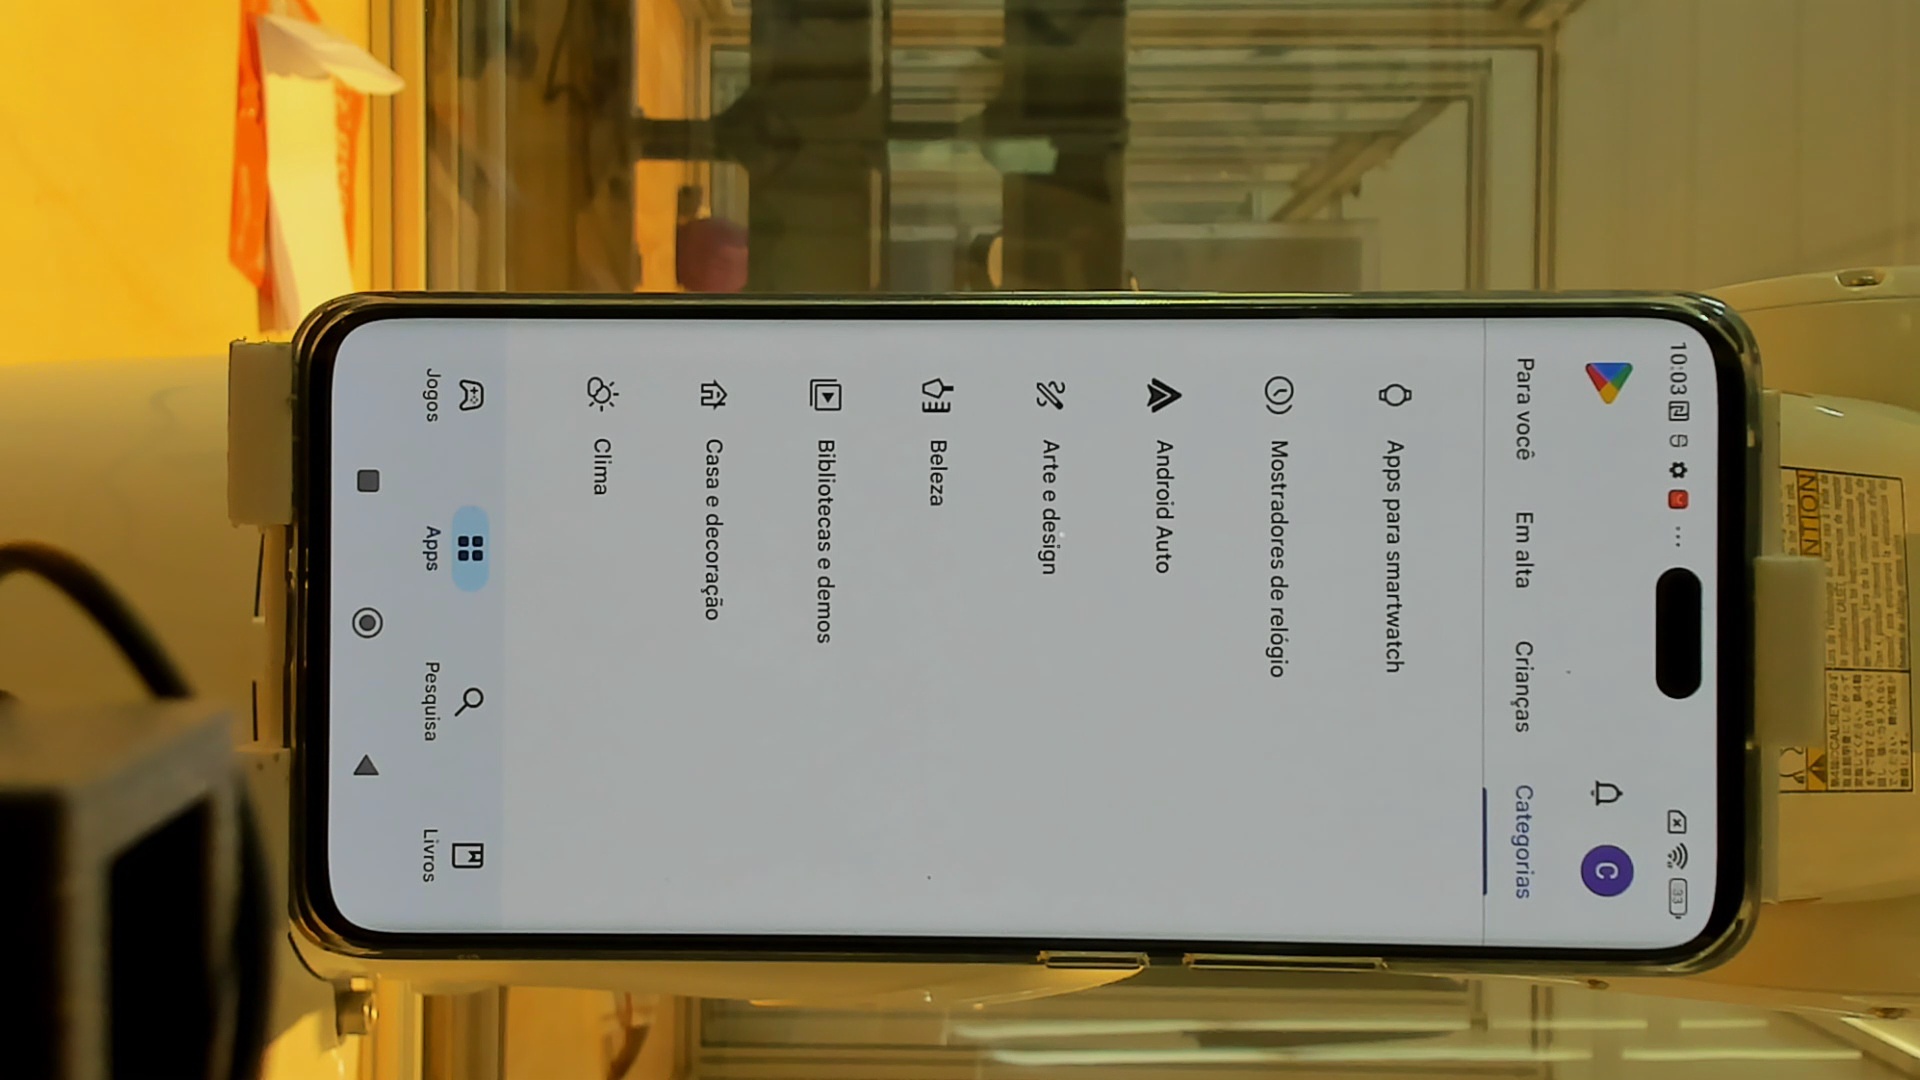 10:03
33
C
Para você Em alta Crianças Categorias
Apps para smartwatch
Mostradores de relógio
Android Auto
Arte e design
Beleza
Bibliotecas e demos
Casa e decoração
Clima
Jogos Apps Pesquisa Livros